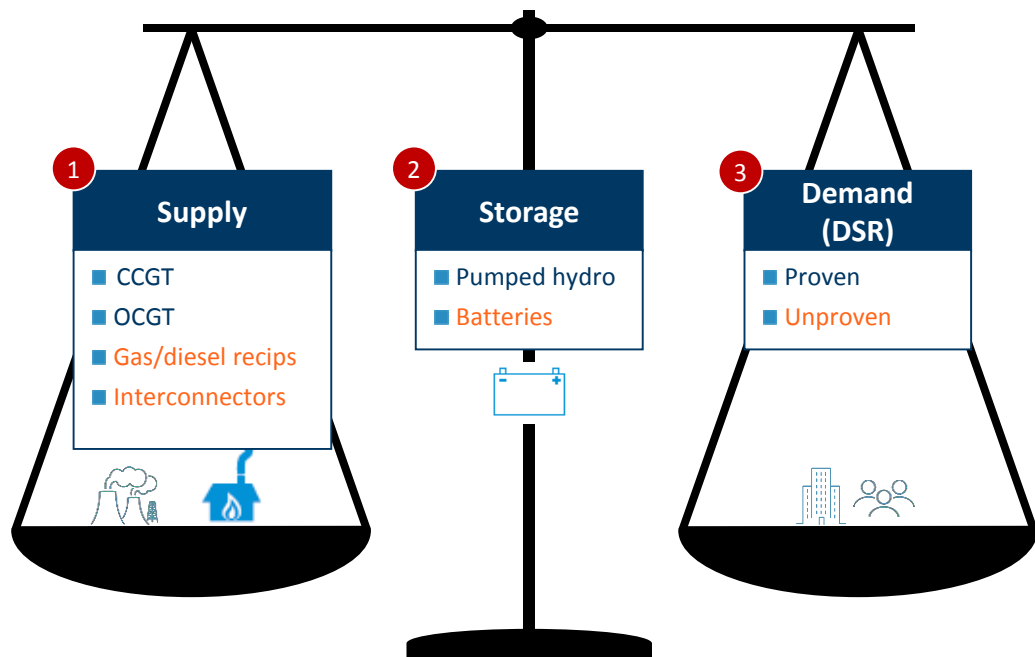 1
Supply
CCGT
OCGT
Gas/diesel recips
Interconnectors
2
Storage
Pumped hydro
Batteries
3
Demand
(DSR)
Proven
Unproven